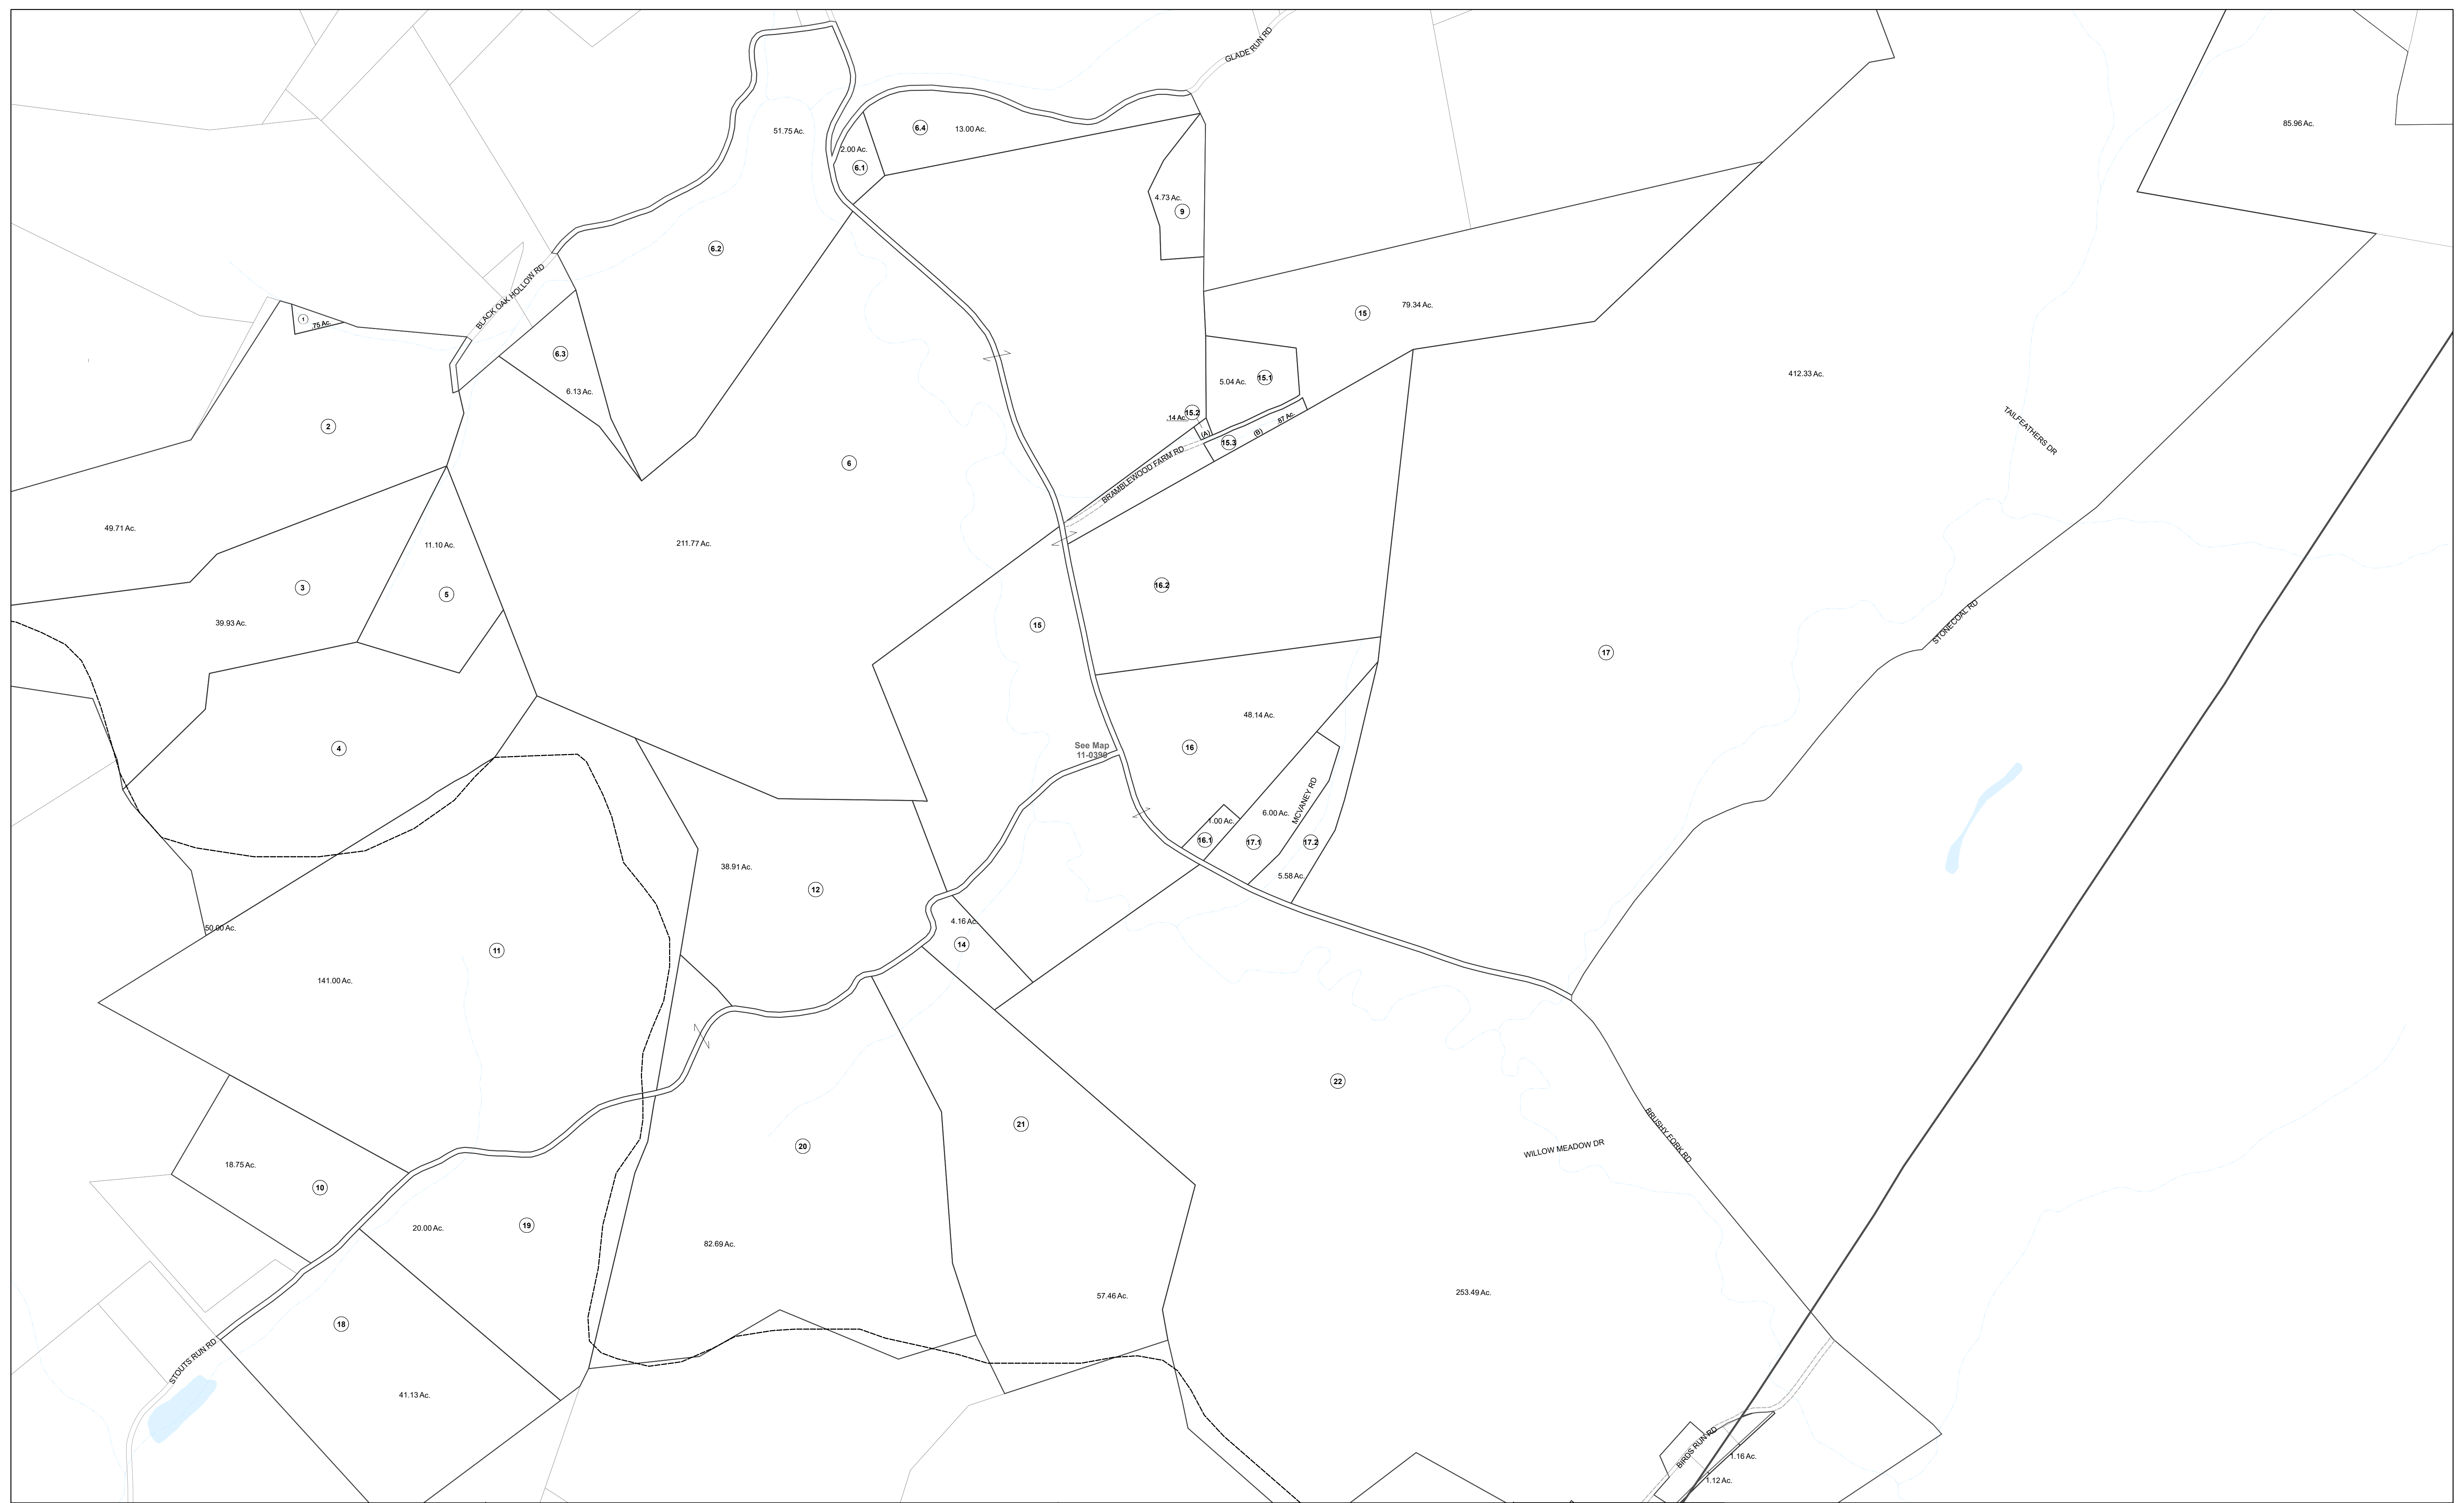 GLADE RUN RD
85.96 Ac.
51.75 Ac.
6.4
13.00 Ac.
2.00 Ac.
6.1
4.73 Ac.
9
6.2
BLACK OAK HOLLOW RD
1
.75 Ac.
79.34 Ac.
15
6.3
6.13 Ac.
5.04 Ac.
15.1
412.33 Ac.
15.2
.14 Ac.
(A)
15.3
(B)
.87 Ac.
2
TAILFEATHERS DR
6
BRAMBLEWOOD FARM RD
49.71 Ac.
11.10 Ac.
211.77 Ac.
3
5
16.2
39.93 Ac.
15
STONECOAL RD
17
48.14 Ac.
4
See Map
11-0396
16
MCVANEY RD
6.00 Ac.
1.00 Ac.
16.1
17.1
17.2
38.91 Ac.
12
5.58 Ac.
4.16 Ac.
50.00 Ac.
14
11
141.00 Ac.
22
21
BRUSHY FORK RD
20
WILLOW MEADOW DR
18.75 Ac.
10
20.00 Ac.
19
82.69 Ac.
57.46 Ac.
253.49 Ac.
18
STOUTS RUN RD
41.13 Ac.
BIRDS RUN RD
1.16 Ac.
1.12 Ac.